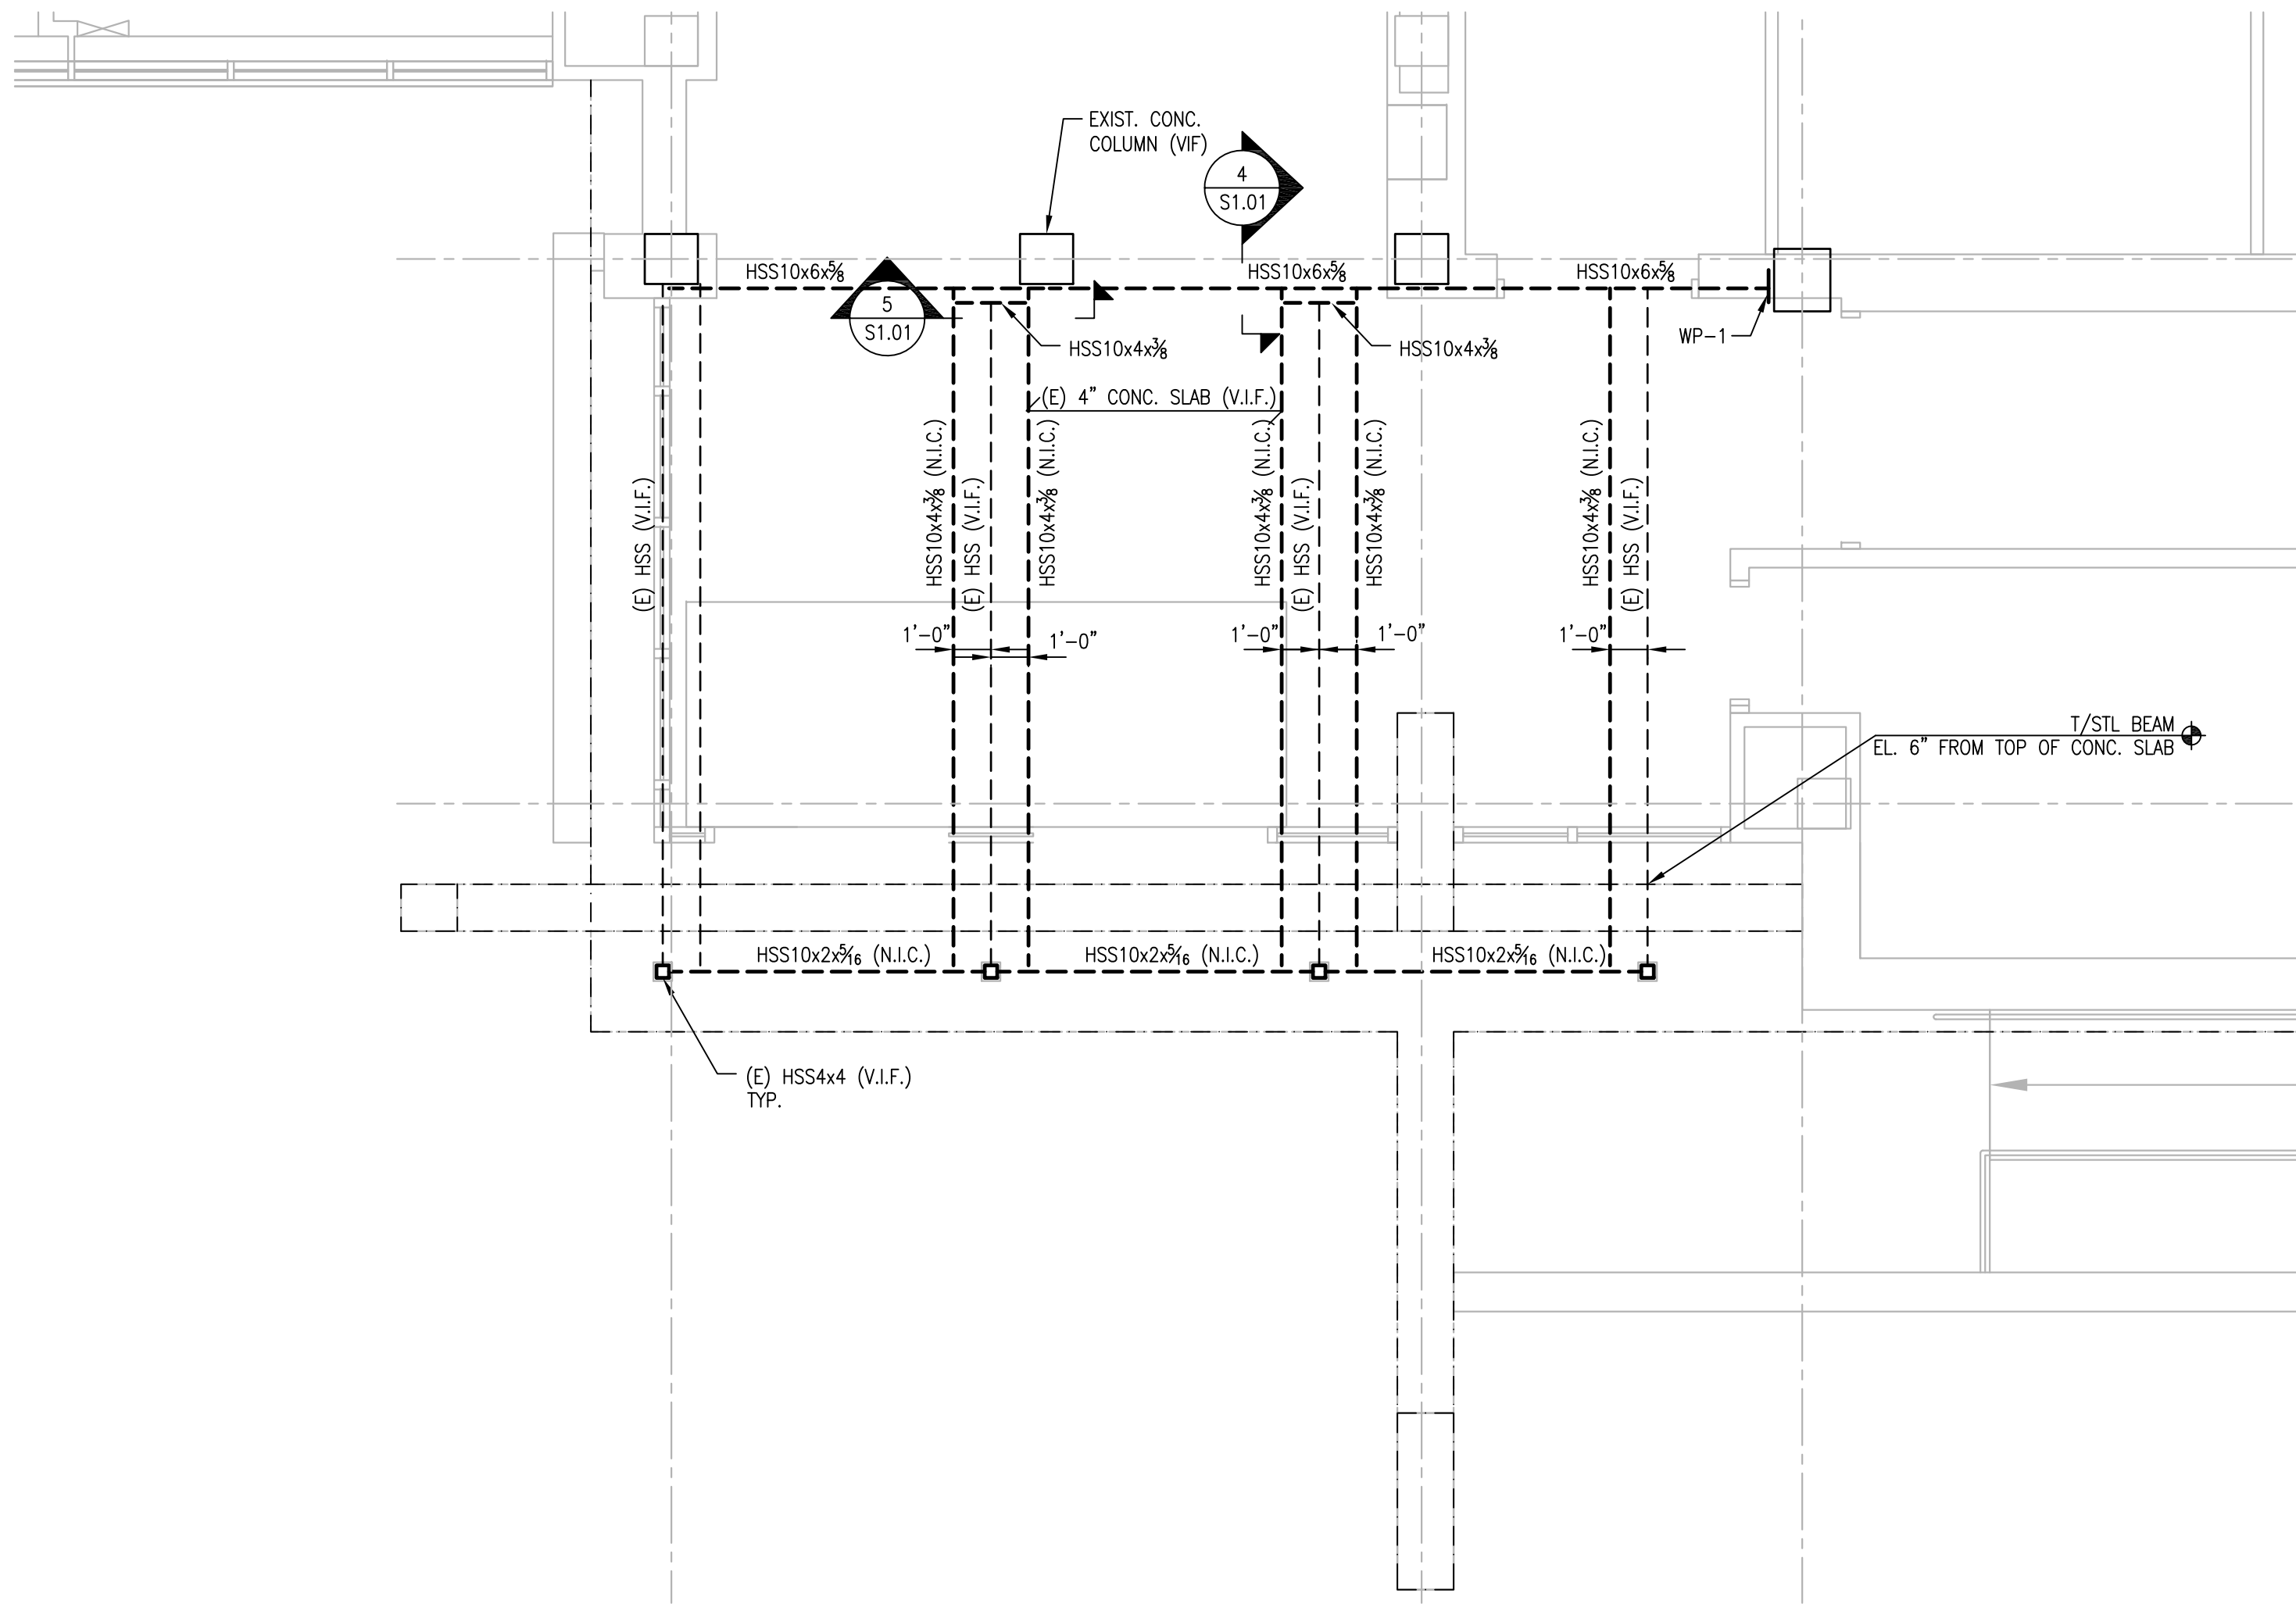 EXIST. CONC.
COLUMN (VIF)
4
S1.01
HSS10x6x⅝
HSS10x6x⅝
HSS10x6x⅝
5
S1.01
WP-1
HSS10x4x⅜
HSS10x4x⅜
(E) 4" CONC. SLAB (V.I.F.)
(E) HSS (V.I.F.)
HSS10x4x⅜ (N.I.C.)
(E) HSS (V.I.F.)
HSS10x4x⅜ (N.I.C.)
HSS10x4x⅜ (N.I.C.)
(E) HSS (V.I.F.)
HSS10x4x⅜ (N.I.C.)
HSS10x4x⅜ (N.I.C.)
(E) HSS (V.I.F.)
1'-0"
1'-0"
1'-0"
1'-0"
1'-0"
T/STL BEAM
EL. 6" FROM TOP OF CONC. SLAB
HSS10x2x5/16 (N.I.C.)
HSS10x2x5/16 (N.I.C.)
HSS10x2x5/16 (N.I.C.)
(E) HSS4x4 (V.I.F.)
TYP.